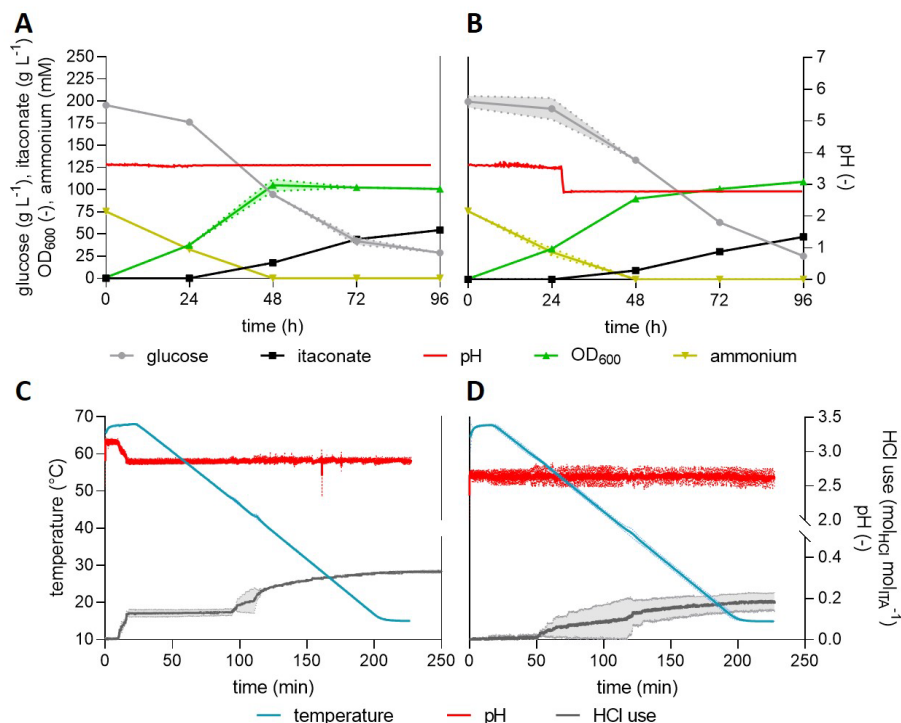 A
B
glucose (g L⁻¹), itaconate (g L⁻¹)
OD₆₀₀ (-), ammonium (mM)
250
225
200
175
150
125
100
75
50
25
0
0 24 48 72 96
time (h)
7
6
5
4
3
2
1
0
pH (-)
0 24 48 72 96
time (h)
glucose itaconate pH OD₆₀₀ ammonium
C
D
temperature (°C)
70
60
50
40
30
20
10
0 50 100 150 200 250
time (min)
3.5
3.0
2.5
2.0
0.4
0.2
0.0
HCl use (mol_HCl mol_ITA⁻¹)
pH (-)
0 50 100 150 200 250
time (min)
temperature pH HCl use